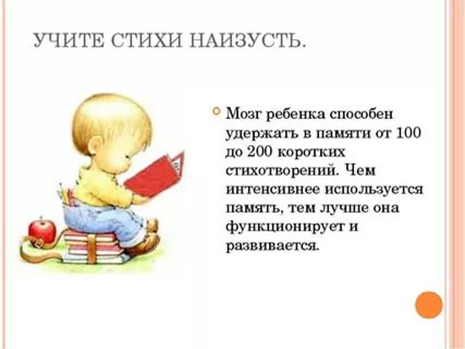 УЧИТЕ СТИХИ НАИЗУСТЬ.
Мозг ребенка способен
удержать в памяти от 100
до 200 коротких
стихотворений. Чем
интенсивнее используется
память, тем лучше она
функционирует и
развивается.